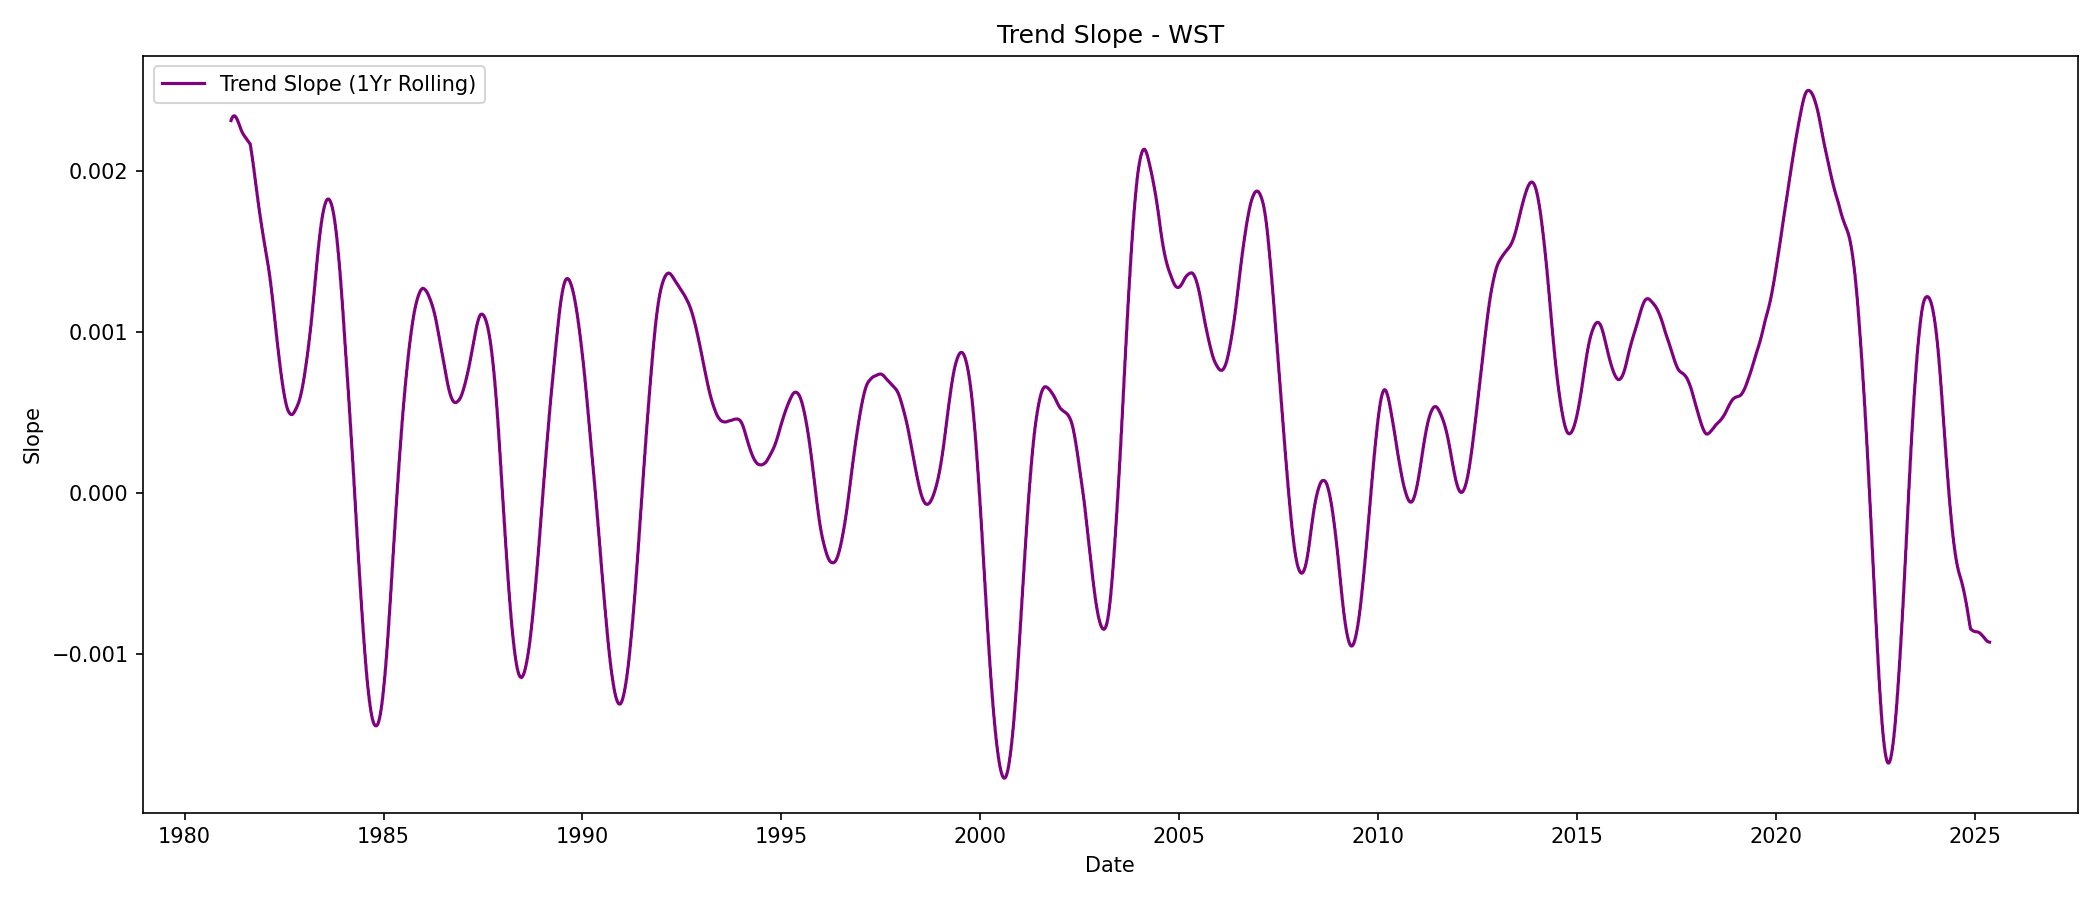 Trend Slope - WST
Trend Slope (1Yr Rolling)
0.002
0.001
0.000
−0.001
Slope
1980 1985 1990 1995 2000 2005 2010 2015 2020 2025
Date